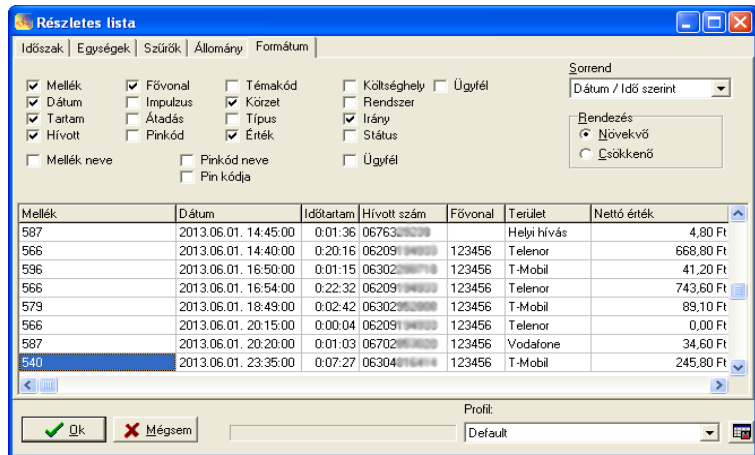 Részletes lista
Időszak Egységek Szűrők Állomány Formátum
Mellék Fővonal Témakód Költséghely Ügyfél
Dátum Impulzus Körzet Rendszer
Tartam Átadás Típus Irány
Hívott Pinkód Érték Státus
Mellék neve Pinkód neve Ügyfél
Pin kódja
Sorrend
Dátum / Idő szerint
Rendezés
Növekvő
Csökkenő
Mellék Dátum Időtartam Hívott szám Fővonal Terület Nettó érték
587 2013.06.01. 14:45:00 0:01:36 06763 Helyi hívás 4,80 Ft
566 2013.06.01. 14:40:00 0:20:16 06209 123456 Telenor 668,80 Ft
596 2013.06.01. 16:50:00 0:01:15 06302 123456 T-Mobil 41,20 Ft
566 2013.06.01. 16:54:00 0:22:32 06209 123456 Telenor 743,60 Ft
579 2013.06.01. 18:49:00 0:02:42 06302 123456 T-Mobil 89,10 Ft
566 2013.06.01. 20:15:00 0:00:04 06209 123456 Telenor 0,00 Ft
587 2013.06.01. 20:20:00 0:01:03 06702 123456 Vodafone 34,60 Ft
540 2013.06.01. 23:35:00 0:07:27 06304 123456 T-Mobil 245,80 Ft
Ok Mégsem
Profil:
Default